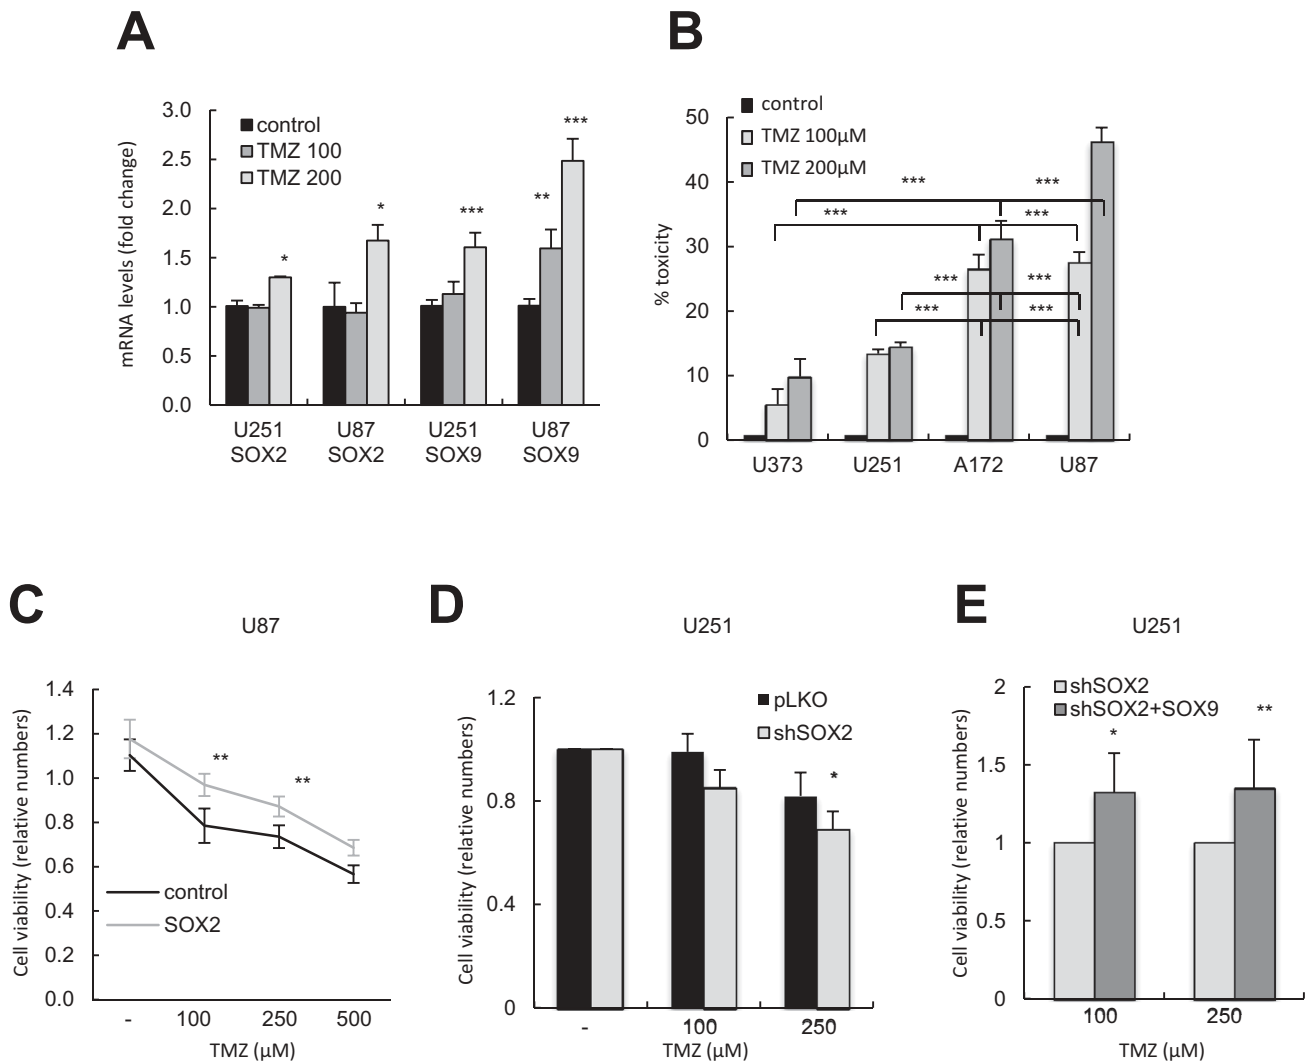 A
mRNA levels (fold change)
3.0
2.5
2.0
1.5
1.0
0.5
0.0
control
TMZ 100
TMZ 200
*
*
***
**
***
U251
SOX2
U87
SOX2
U251
SOX9
U87
SOX9
B
% toxicity
50
40
30
20
10
0
control
TMZ 100µM
TMZ 200µM
***
***
***
***
***
***
***
***
U373
U251
A172
U87
C
U87
Cell viability (relative numbers)
1.4
1.2
1.0
0.8
0.6
0.4
0.2
0.0
**
**
control
SOX2
-
100
250
500
TMZ (µM)
D
U251
Cell viability (relative numbers)
1.2
0.8
0.4
0
pLKO
shSOX2
*
-
100
250
TMZ (µM)
E
U251
Cell viability (relative numbers)
2
1.5
1
0.5
0
shSOX2
shSOX2+SOX9
*
**
100
250
TMZ (µM)